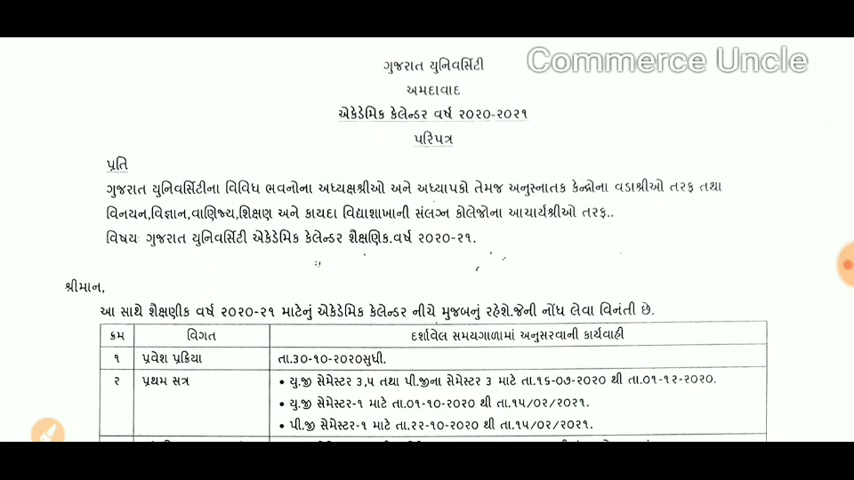 Commerce Uncle
ગુજરાત યુનિવર્સિટી
અમદાવાદ
એકેડેમિક કેલેન્ડર વર્ષ ૨૦૨૦-૨૦૨૧
પરિપત્ર
પ્રતિ
ગુજરાત યુનિવર્સિટીના વિવિધ ભવનોના અધ્યક્ષશ્રીઓ અને અધ્યાપકો તેમજ અનુસ્નાતક કેન્દ્રોના વડાશ્રીઓ તરફ તથા
વિનયન,વિજ્ઞાન,વાણિજ્ય,શિક્ષણ અને કાયદા વિદ્યાશાખાની સંલગ્ન કોલેજોના આચાર્યશ્રીઓ તરફ..
વિષયઃ ગુજરાત યુનિવર્સિટી એકેડેમિક કેલેન્ડર શૈક્ષણિક.વર્ષ ૨૦૨૦-૨૧.
શ્રીમાન,
આ સાથે શૈક્ષણીક વર્ષ ૨૦૨૦-૨૧ માટેનું એકેડેમિક કેલેન્ડર નીચે મુજબનું રહેશે.જેની નોંધ લેવા વિનંતી છે.
ક્રમ વિગત દર્શાવેલ સમયગાળામાં અનુસરવાની કાર્યવાહી
૧ પ્રવેશ પ્રક્રિયા તા.૩૦-૧૦-૨૦૨૦સુધી.
૨ પ્રથમ સત્ર • યુ.જી સેમેસ્ટર ૩,૫ તથા પી.જીના સેમેસ્ટર ૩ માટે તા.૧૬-૦૭-૨૦૨૦ થી તા.૦૧-૧૨-૨૦૨૦.
• યુ.જી સેમેસ્ટર-૧ માટે તા.૦૧-૧૦-૨૦૨૦ થી તા.૧૫/૦૨/૨૦૨૧.
• પી.જી સેમેસ્ટર-૧ માટે તા.૨૨-૧૦-૨૦૨૦ થી તા.૧૫/૦૨/૨૦૨૧.